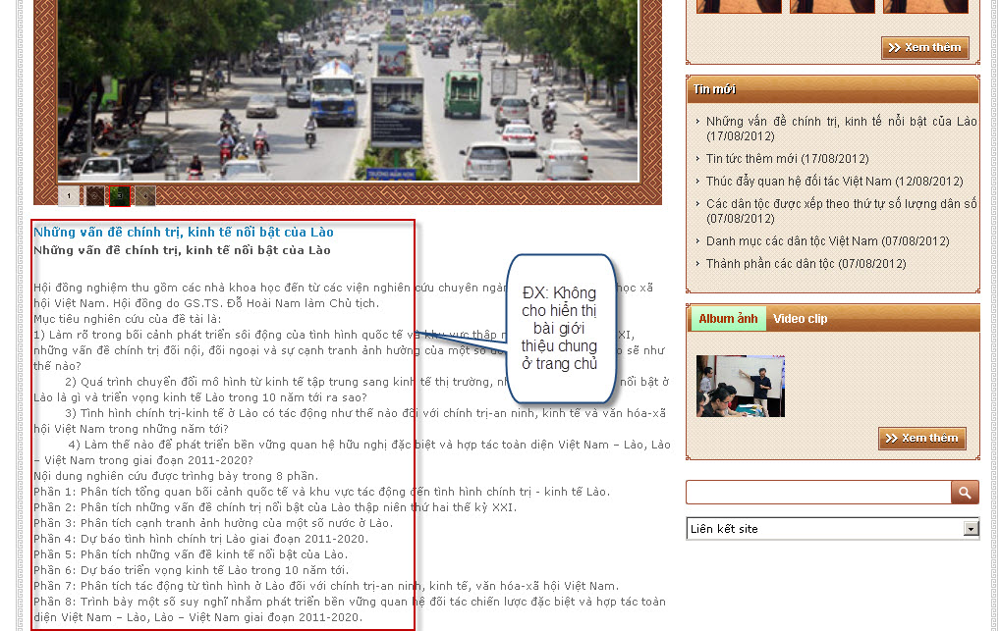 Xem thêm
Tin mới
Những vấn đề chính trị, kinh tế nổi bật của Lào
(17/08/2012)
Tin tức thêm mới (17/08/2012)
Thúc đẩy quan hệ đối tác Việt Nam (12/08/2012)
Các dân tộc được xếp theo thứ tự số lượng dân số
(07/08/2012)
Danh mục các dân tộc Việt Nam (07/08/2012)
Thành phần các dân tộc (07/08/2012)
Album ảnh Video clip
Xem thêm
Liên kết site
1
Những vấn đề chính trị, kinh tế nổi bật của Lào
Những vấn đề chính trị, kinh tế nổi bật của Lào
Hội đồng nghiệm thu gồm các nhà khoa học đến từ các viện nghiên cứu chuyên ngàn học xã
hội Việt Nam. Hội đồng do GS.TS. Đỗ Hoài Nam làm Chủ tịch.
Mục tiêu nghiên cứu của đề tài là:
1) Làm rõ trong bối cảnh phát triển sôi động của tình hình quốc tế và khu vực thập XI,
những vấn đề chính trị đối nội, đối ngoại và sự cạnh tranh ảnh hưởng của một số sẽ như
thế nào?
2) Quá trình chuyển đổi mô hình từ kinh tế tập trung sang kinh tế thị trường, nổi bật ở
Lào là gì và triển vọng kinh tế Lào trong 10 năm tới ra sao?
3) Tình hình chính trị-kinh tế ở Lào có tác động như thế nào đối với chính trị-an ninh, kinh tế và văn hóa-xã
hội Việt Nam trong những năm tới?
4) Làm thế nào để phát triển bền vững quan hệ hữu nghị đặc biệt và hợp tác toàn diện Việt Nam – Lào, Lào
– Việt Nam trong giai đoạn 2011-2020?
Nội dung nghiên cứu được trìnhg bày trong 8 phần.
Phần 1: Phân tích tổng quan bối cảnh quốc tế và khu vực tác động đến tình hình chính trị - kinh tế Lào.
Phần 2: Phân tích những vấn đề chính trị nổi bật của Lào thập niên thứ hai thế kỷ XXI.
Phần 3: Phân tích cạnh tranh ảnh hưởng của một số nước ở Lào.
Phần 4: Dự báo tình hình chính trị Lào giai đoạn 2011-2020.
Phần 5: Phân tích những vấn đề kinh tế nổi bật của Lào.
Phần 6: Dự báo triển vọng kinh tế Lào trong 10 năm tới.
Phần 7: Phân tích tác động từ tình hình ở Lào đối với chính trị-an ninh, kinh tế, văn hóa-xã hội Việt Nam.
Phần 8: Trình bày một số suy nghĩ nhằm phát triển bền vững quan hệ đối tác chiến lược đặc biệt và hợp tác toàn
diện Việt Nam – Lào, Lào – Việt Nam giai đoạn 2011-2020.
ĐX: Không
cho hiển thị
bài giới
thiệu chung
ở trang chủ